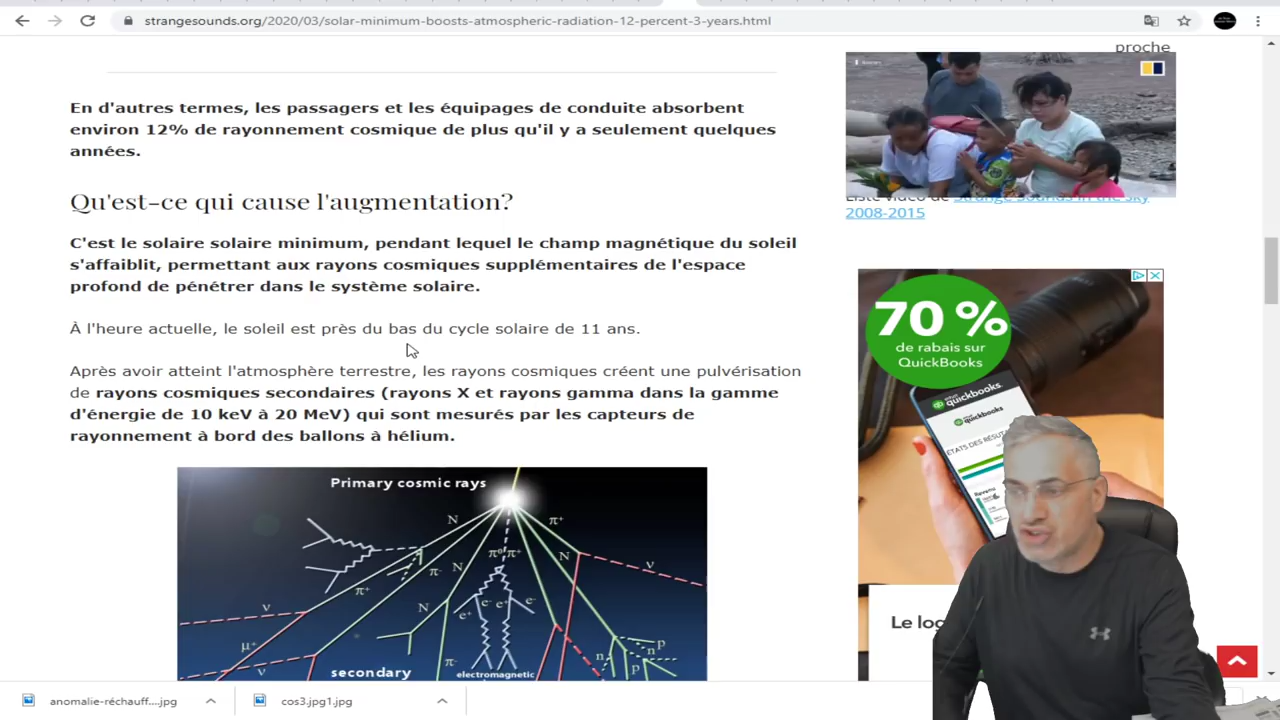 strangesounds.org/2020/03/solar-minimum-boosts-atmospheric-radiation-12-percent-3-years.html
proche
En d'autres termes, les passagers et les équipages de conduite absorbent
environ 12% de rayonnement cosmique de plus qu'il y a seulement quelques
années.
Liste vidéo de Strange Sounds in the Sky
2008-2015
Qu'est-ce qui cause l'augmentation?
C'est le solaire solaire minimum, pendant lequel le champ magnétique du soleil
s'affaiblit, permettant aux rayons cosmiques supplémentaires de l'espace
profond de pénétrer dans le système solaire.
À l'heure actuelle, le soleil est près du bas du cycle solaire de 11 ans.
Après avoir atteint l'atmosphère terrestre, les rayons cosmiques créent une pulvérisation
de rayons cosmiques secondaires (rayons X et rayons gamma dans la gamme
d'énergie de 10 keV à 20 MeV) qui sont mesurés par les capteurs de
rayonnement à bord des ballons à hélium.
70 %
de rabais sur
QuickBooks
quickbooks.
quickbooks
ÉTATS DES RÉSU
Revenu
Le log
Primary cosmic rays
N
π+
π0
π+
N
ν
π-
N
π+
N
e-
e+
e-
e+
ν
μ+
ν
π-
n
n
p
p
secondary
electromagnetic
anomalie-réchauff....jpg
cos3.jpg1.jpg